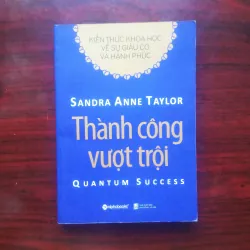 KIẾN THỨC KHOA HỌC
VỀ SỰ GIÀU CÓ
VÀ HẠNH PHÚC
SANDRA ANNE TAYLOR
Thành công
vượt trội
QUANTUM SUCCESS
alphabooks